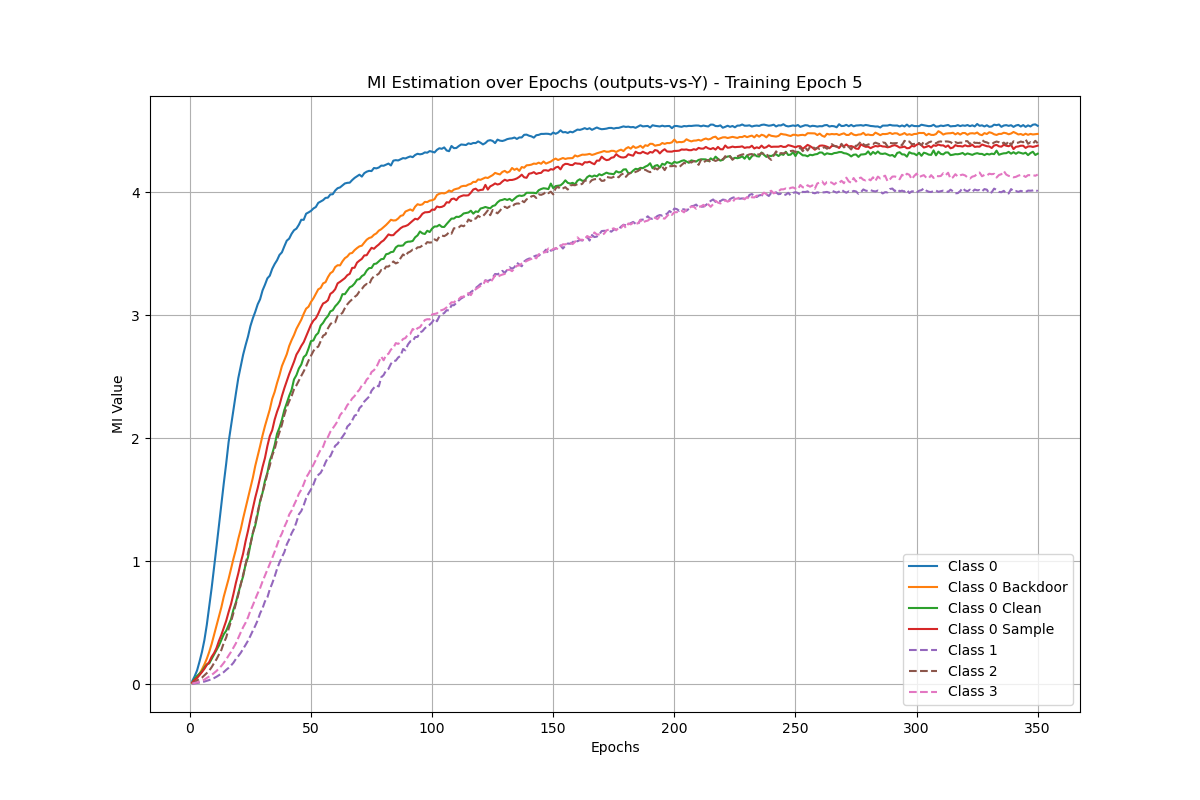 MI Estimation over Epochs (outputs-vs-Y) - Training Epoch 5
MI Value
4
3
2
1
0
0 50 100 150 200 250 300 350
Epochs
Class 0
Class 0 Backdoor
Class 0 Clean
Class 0 Sample
Class 1
Class 2
Class 3